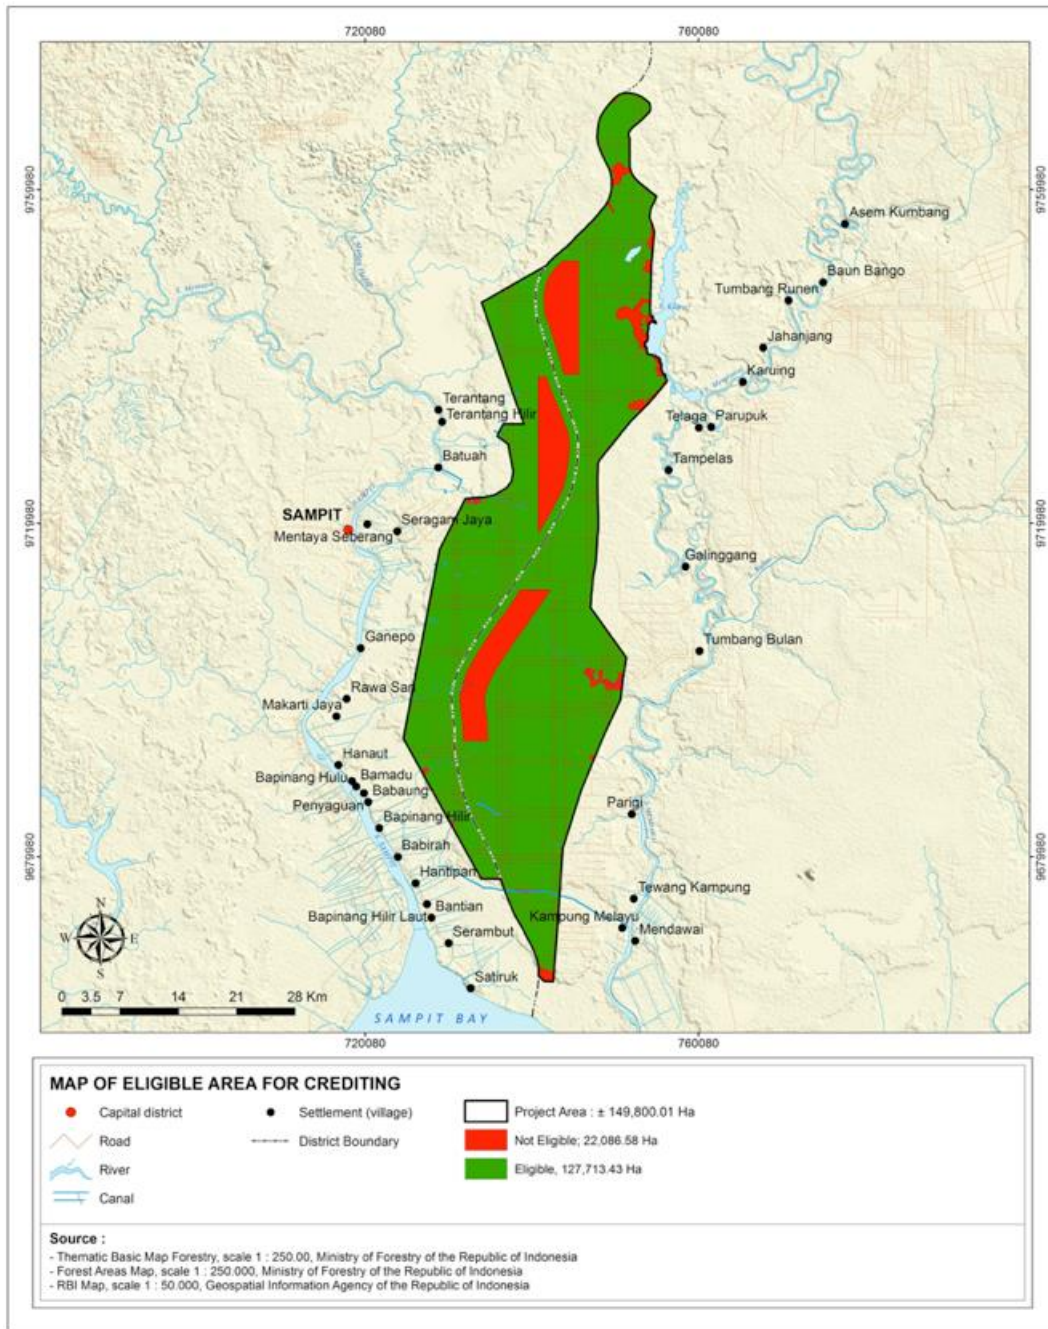 720080
760080
9759980
9759980
Asem Kumbang
Baun Bango
Tumbang Runen
Jahanjang
Karuing
Terantang
Terantang Hilir
Telaga
Parupuk
Batuah
Tampelas
SAMPIT
Seragam Jaya
Mentaya Seberang
9719980
9719980
Galinggang
Ganepo
Tumbang Bulan
Rawa Sari
Makarti Jaya
Hanaut
Bapinang Hulu
Bamadu
Babaung
Penyaguan
Parigi
Bapinang Hilir
Babirah
9679980
9679980
Hantipan
Tewang Kampung
Bantian
Bapinang Hilir Laut
Kampung Melayu
Serambut
Mendawai
N
W
E
S
Satiruk
0 3.5 7 14 21 28 Km
SAMPIT BAY
720080
760080
MAP OF ELIGIBLE AREA FOR CREDITING
Capital district
Settlement (village)
Project Area : ± 149,800.01 Ha
Road
District Boundary
Not Eligible; 22,086.58 Ha
River
Eligible, 127,713.43 Ha
Canal
Source :
- Thematic Basic Map Forestry, scale 1 : 250.00, Ministry of Forestry of the Republic of Indonesia
- Forest Areas Map, scale 1 : 250.000, Ministry of Forestry of the Republic of Indonesia
- RBI Map, scale 1 : 50.000, Geospatial Information Agency of the Republic of Indonesia